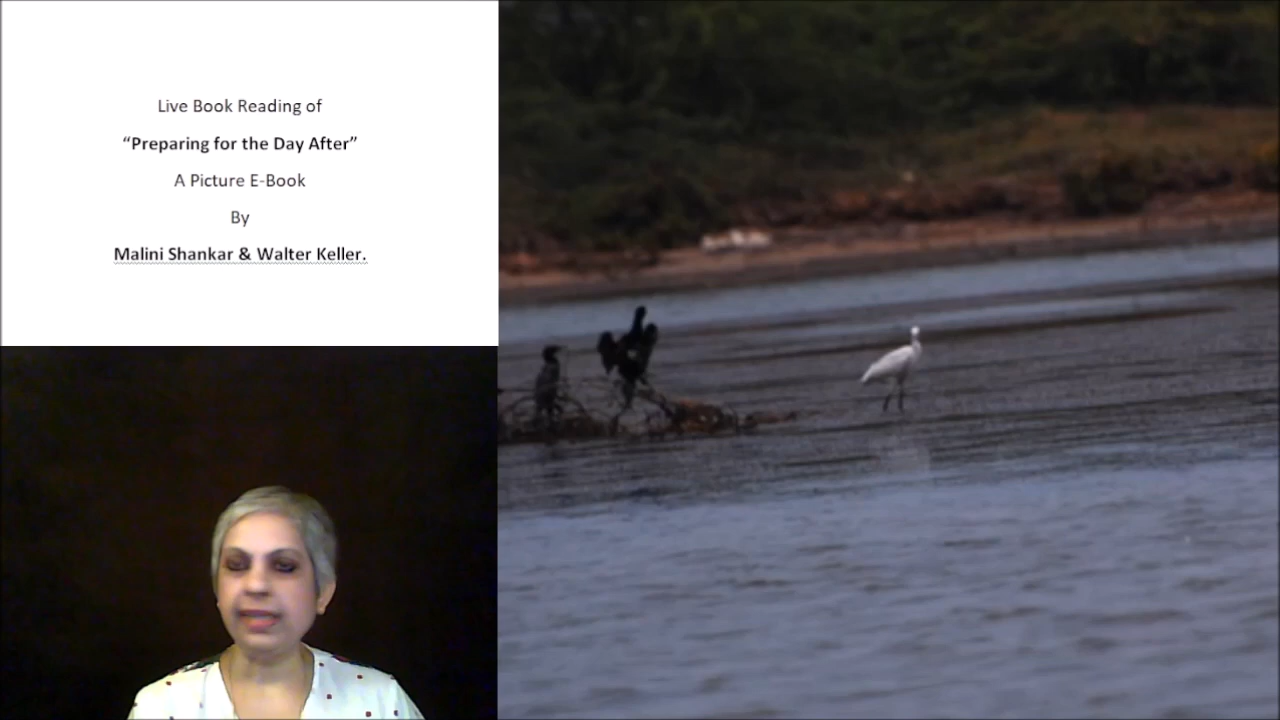 Live Book Reading of
“Preparing for the Day After”
A Picture E-Book
By
Malini Shankar & Walter Keller.